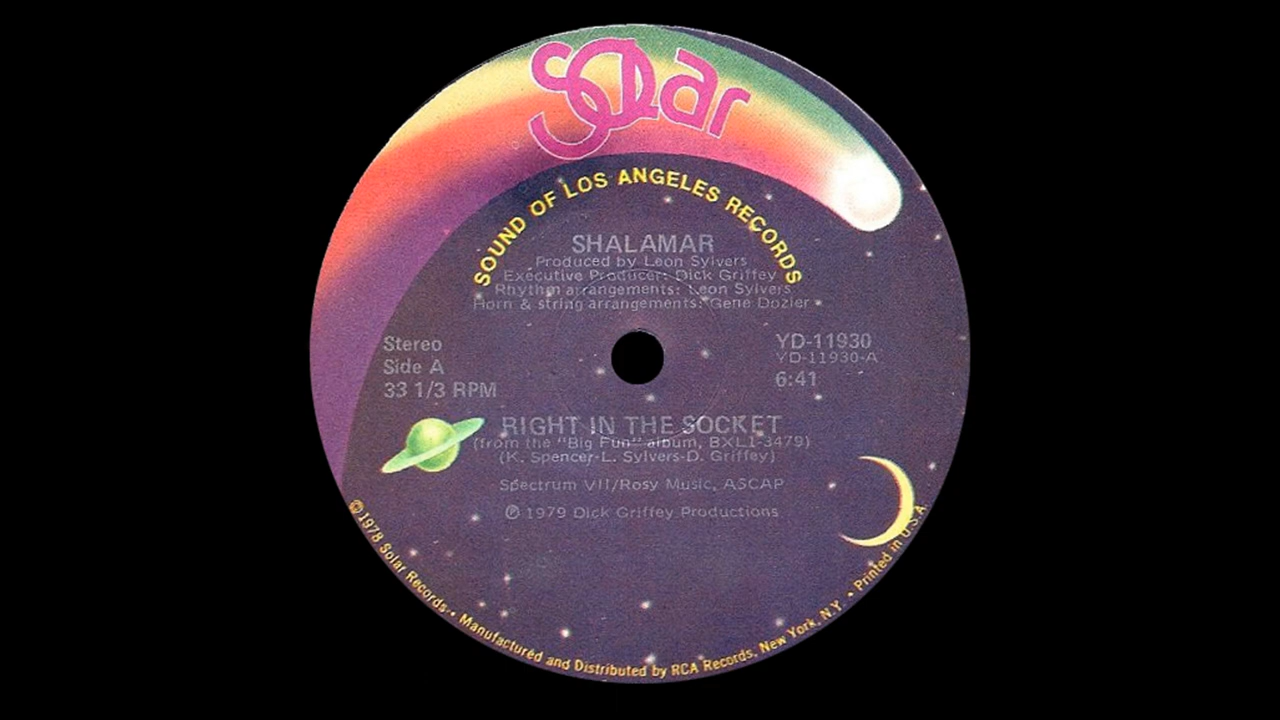 Solar
SOUND OF LOS ANGELES RECORDS
SHALAMAR
Produced by Leon Sylvers
Executive Producer: Dick Griffey
Rhythm arrangements: Leon Sylvers
Horn & string arrangements: Gene Dozier
Stereo
Side A
33 1/3 RPM
YD-11930
YD-11930-A
6:41
RIGHT IN THE SOCKET
(from the "Big Fun" album, BXL1-3479)
(K. Spencer-L. Sylvers-D. Griffey)
Spectrum VII/Rosy Music, ASCAP
℗ 1979 Dick Griffey Productions
© 1978 Solar Records • Manufactured and Distributed by RCA Records, New York, N.Y. • Printed in U.S.A.